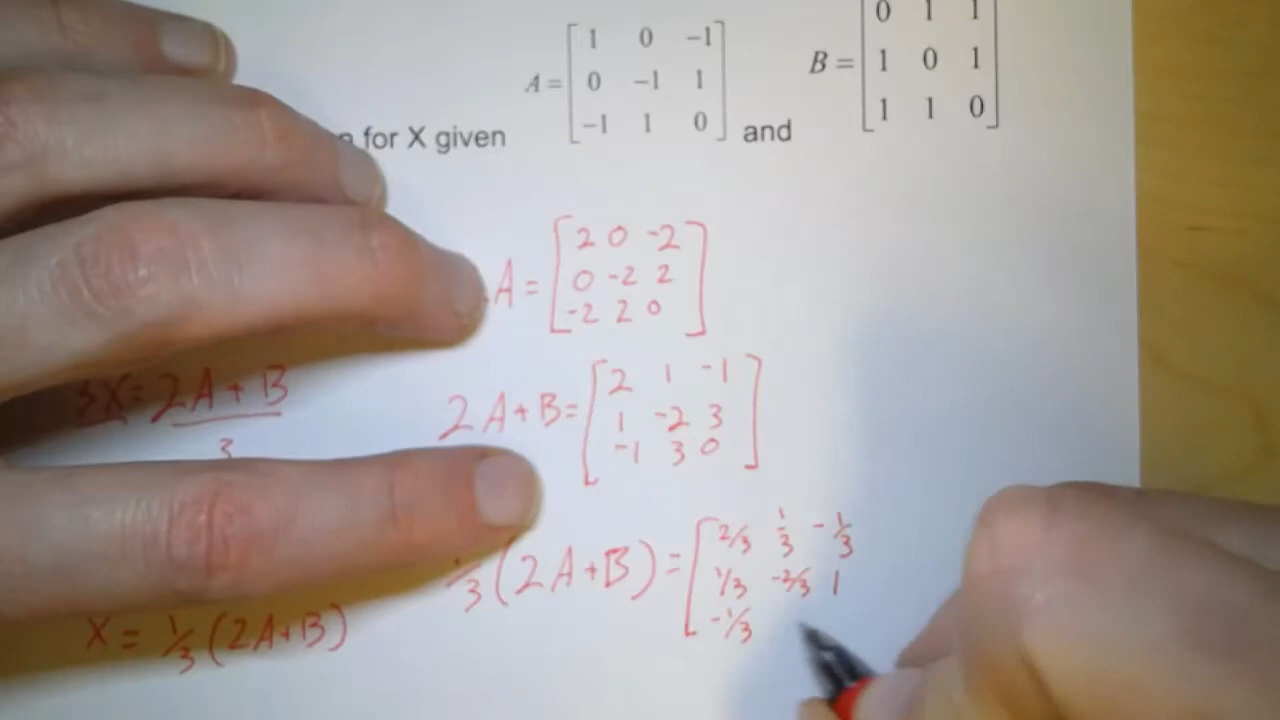 A = [ 1 0 -1
0 -1 1
-1 1 0 ]
B = [ 0 1 1
1 0 1
1 1 0 ]
for X given and
A = [ 2 0 -2
0 -2 2
-2 2 0 ]
3X = 2A + B
3
2A + B = [ 2 1 -1
1 -2 3
-1 3 0 ]
1/3 (2A + B) = [ 2/3 1/3 -1/3
1/3 -2/3 1
-1/3
X = 1/3 (2A + B)